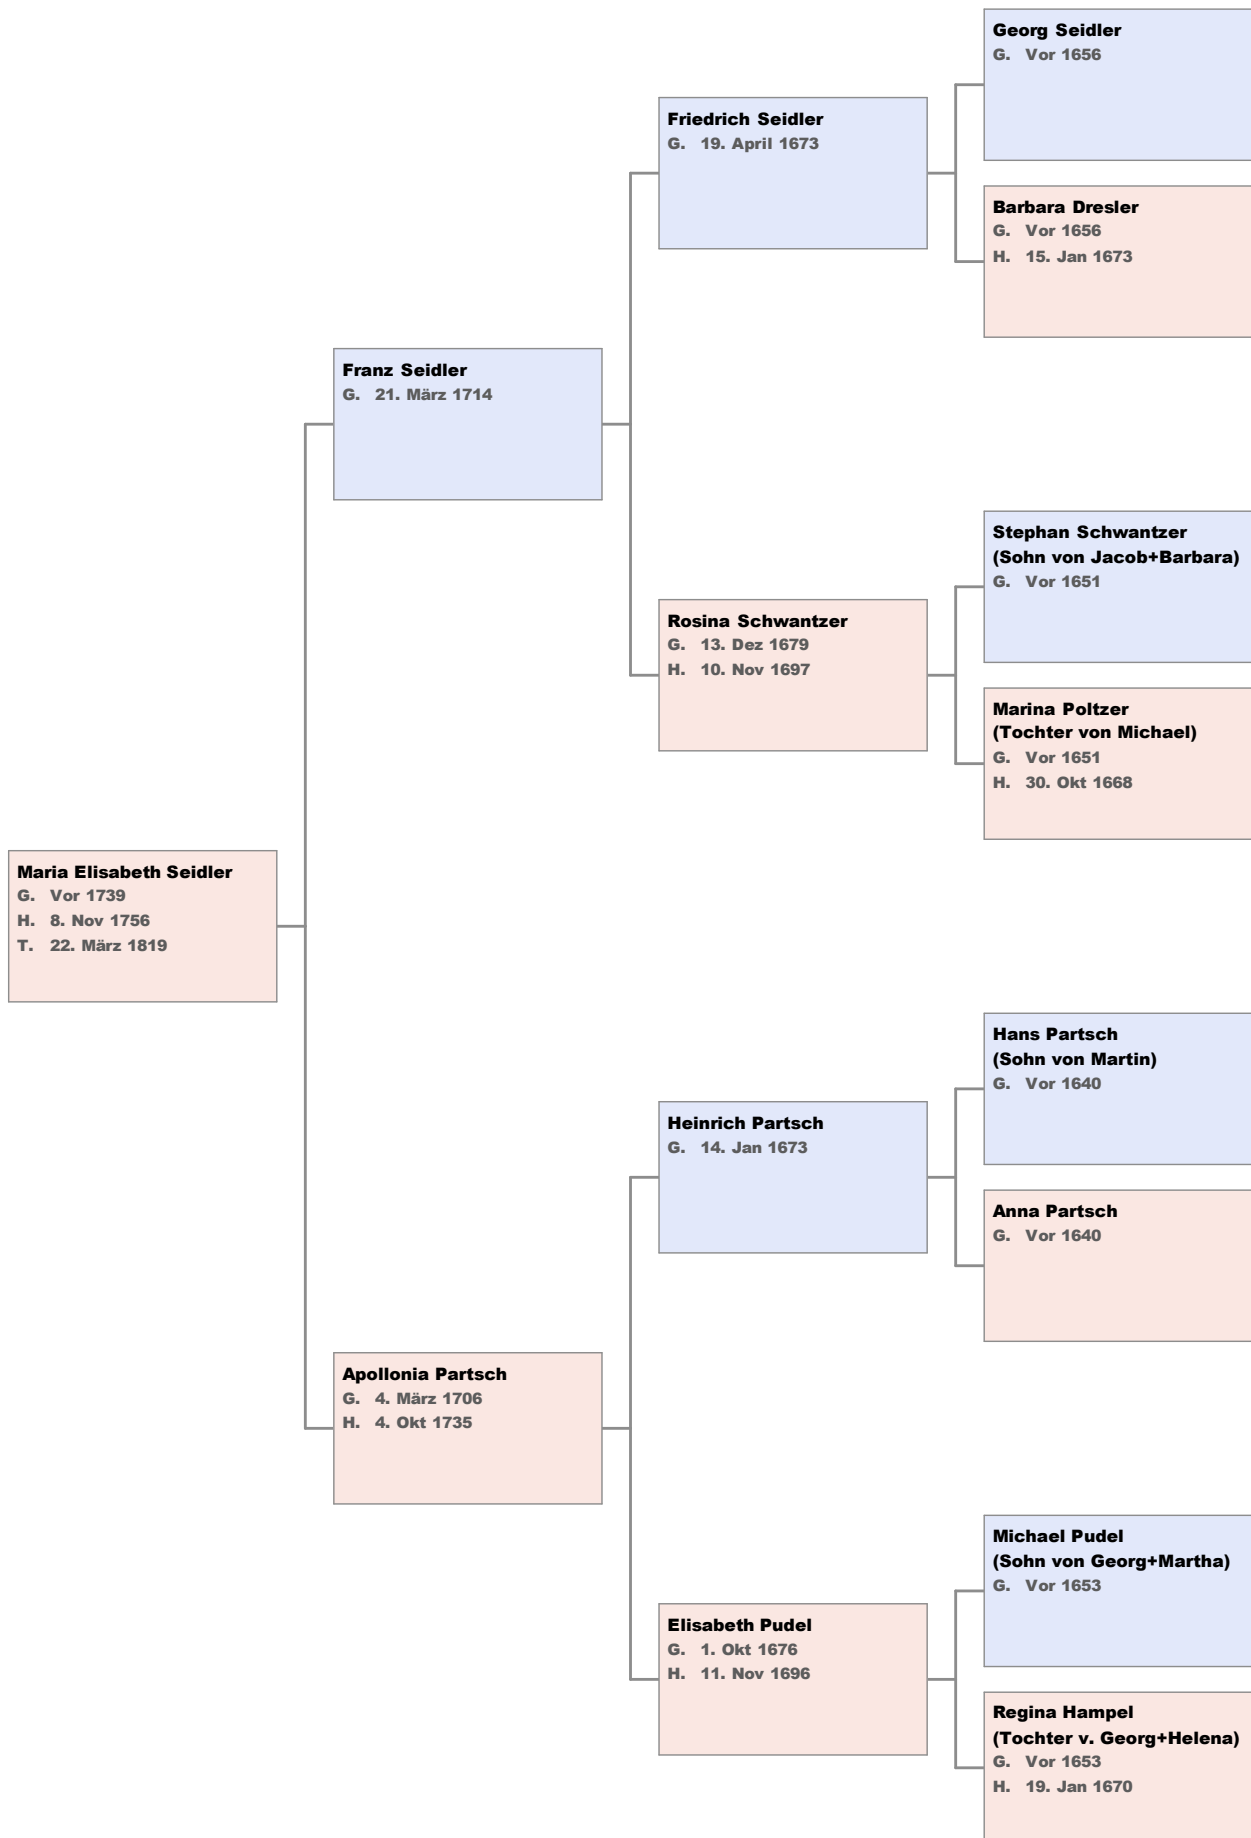 Georg Seidler
G. Vor 1656
Friedrich Seidler
G. 19. April 1673
Barbara Dresler
G. Vor 1656
H. 15. Jan 1673
Franz Seidler
G. 21. März 1714
Stephan Schwantzer
(Sohn von Jacob+Barbara)
G. Vor 1651
Rosina Schwantzer
G. 13. Dez 1679
H. 10. Nov 1697
Marina Poltzer
(Tochter von Michael)
G. Vor 1651
H. 30. Okt 1668
Maria Elisabeth Seidler
G. Vor 1739
H. 8. Nov 1756
T. 22. März 1819
Hans Partsch
(Sohn von Martin)
G. Vor 1640
Heinrich Partsch
G. 14. Jan 1673
Anna Partsch
G. Vor 1640
Apollonia Partsch
G. 4. März 1706
H. 4. Okt 1735
Michael Pudel
(Sohn von Georg+Martha)
G. Vor 1653
Elisabeth Pudel
G. 1. Okt 1676
H. 11. Nov 1696
Regina Hampel
(Tochter v. Georg+Helena)
G. Vor 1653
H. 19. Jan 1670